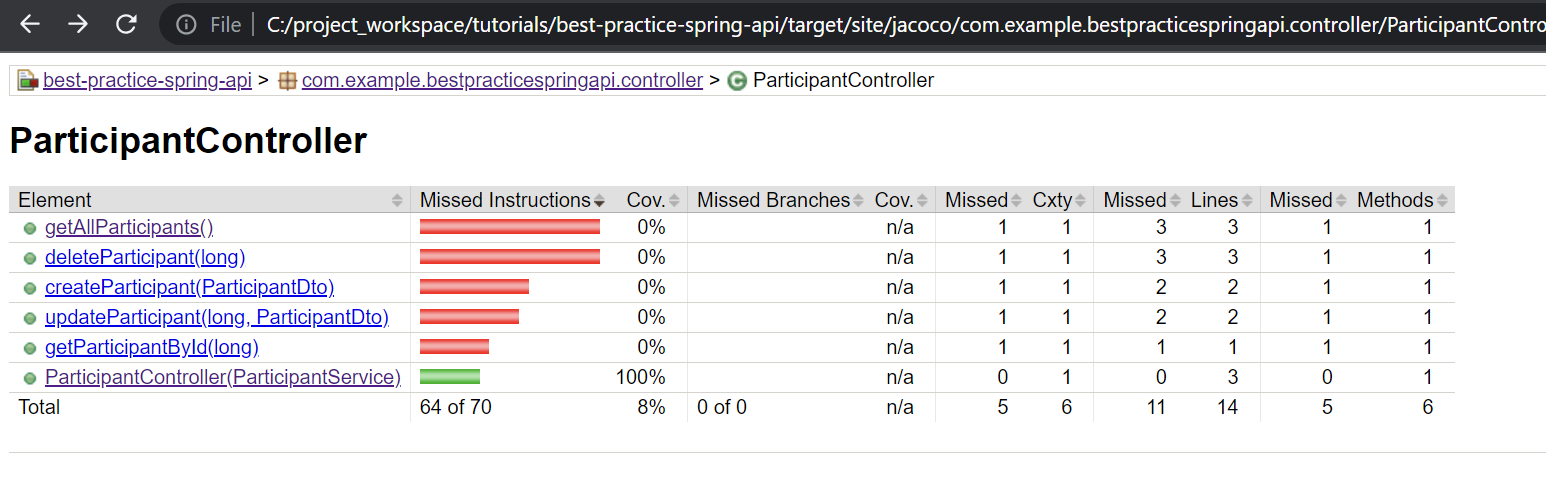 File C:/project_workspace/tutorials/best-practice-spring-api/target/site/jacoco/com.example.bestpracticespringapi.controller/ParticipantContro
best-practice-spring-api > com.example.bestpracticespringapi.controller > ParticipantController
ParticipantController
Element Missed Instructions Cov. Missed Branches Cov. Missed Cxty Missed Lines Missed Methods
getAllParticipants() 0% n/a 1 1 3 3 1 1
deleteParticipant(long) 0% n/a 1 1 3 3 1 1
createParticipant(ParticipantDto) 0% n/a 1 1 2 2 1 1
updateParticipant(long, ParticipantDto) 0% n/a 1 1 2 2 1 1
getParticipantById(long) 0% n/a 1 1 1 1 1 1
ParticipantController(ParticipantService) 100% n/a 0 1 0 3 0 1
Total 64 of 70 8% 0 of 0 n/a 5 6 11 14 5 6